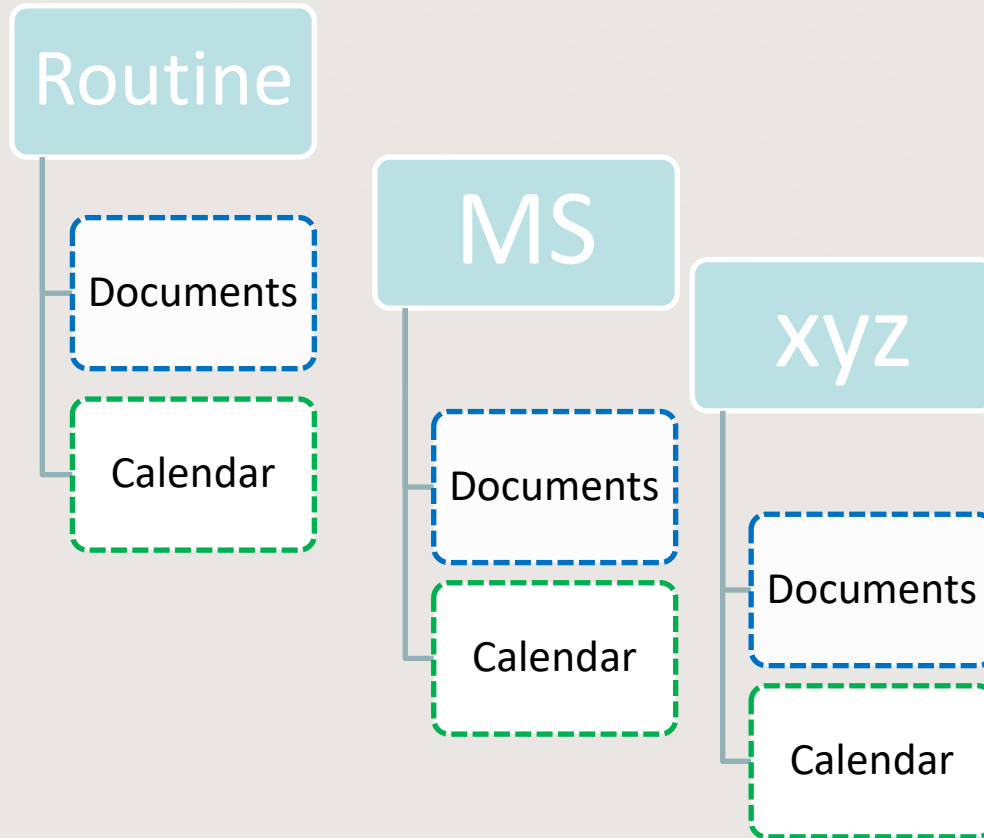 Routine
Documents
Calendar
MS
Documents
Calendar
xyz
Documents
Calendar